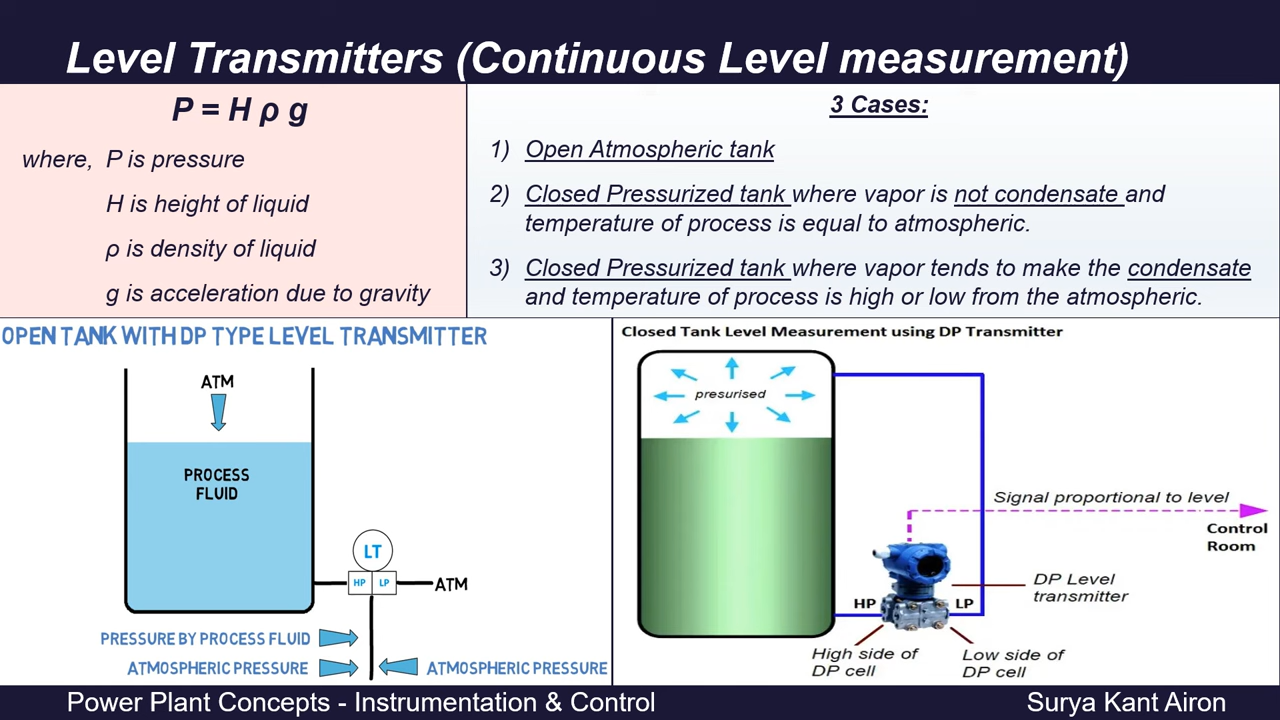 Level Transmitters (Continuous Level measurement)
P = H ρ g
where, P is pressure
H is height of liquid
ρ is density of liquid
g is acceleration due to gravity
3 Cases:
1) Open Atmospheric tank
2) Closed Pressurized tank where vapor is not condensate and
temperature of process is equal to atmospheric.
3) Closed Pressurized tank where vapor tends to make the condensate
and temperature of process is high or low from the atmospheric.
OPEN TANK WITH DP TYPE LEVEL TRANSMITTER
ATM
PROCESS
FLUID
LT
HP LP
ATM
PRESSURE BY PROCESS FLUID
ATMOSPHERIC PRESSURE
ATMOSPHERIC PRESSURE
Closed Tank Level Measurement using DP Transmitter
presurised
Signal proportional to level
Control
Room
DP Level
transmitter
HP
LP
High side of
DP cell
Low side of
DP cell
Power Plant Concepts - Instrumentation & Control
Surya Kant Airon